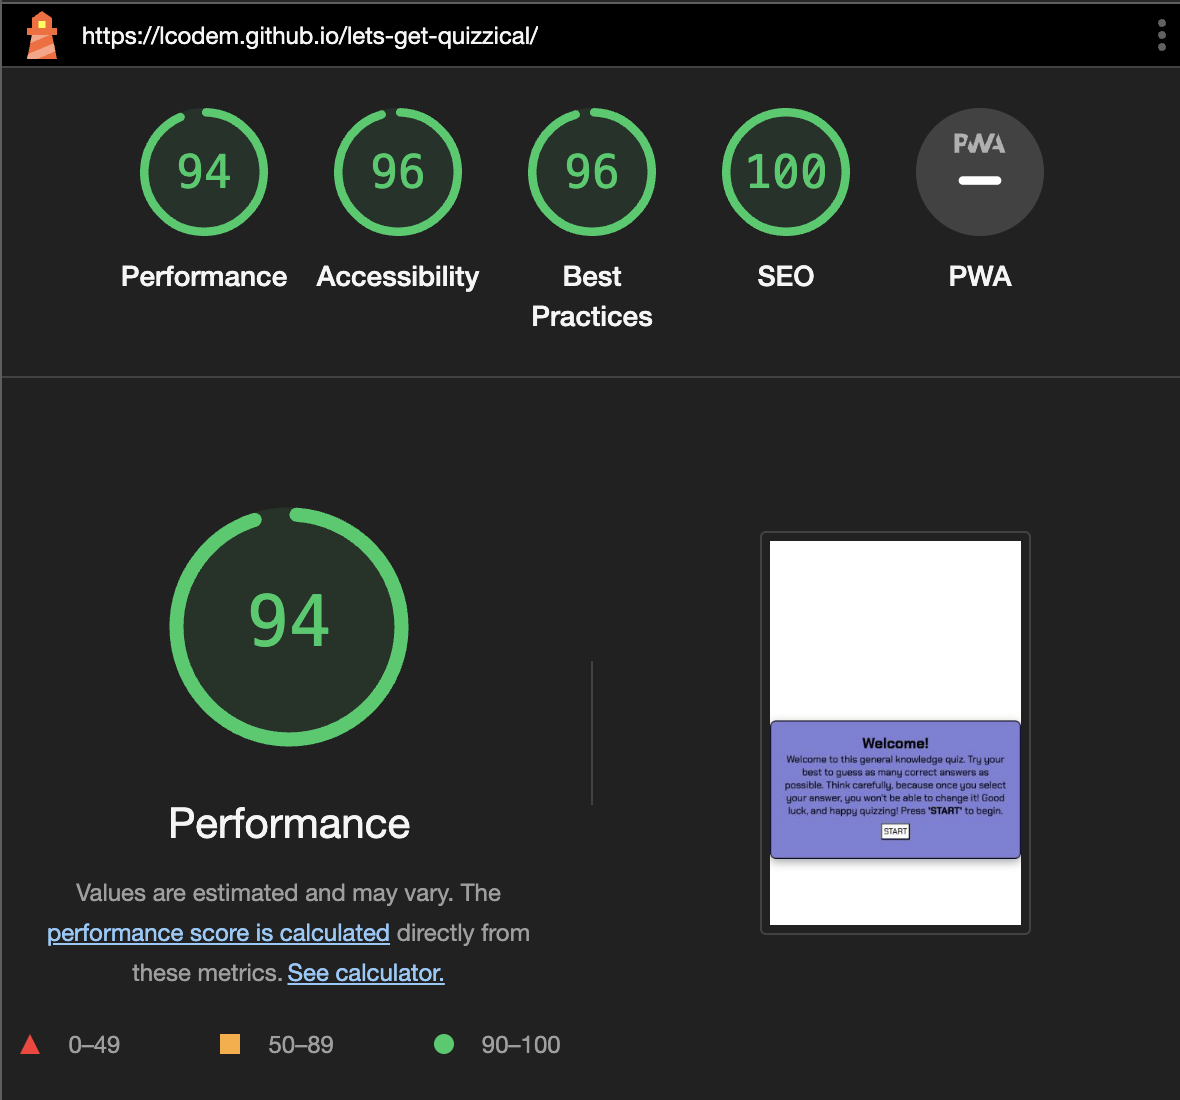 https://lcodem.github.io/lets-get-quizzical/
94
96
96
100
PWA
Performance
Accessibility
Best
Practices
SEO
PWA
94
Performance
Values are estimated and may vary. The
performance score is calculated directly from
these metrics. See calculator.
0–49
50–89
90–100
Welcome!
Welcome to this general knowledge quiz. Try your
best to guess as many correct answers as
possible. Think carefully, because once you select
your answer, you won't be able to change it! Good
luck, and happy quizzing! Press 'START' to begin.
START